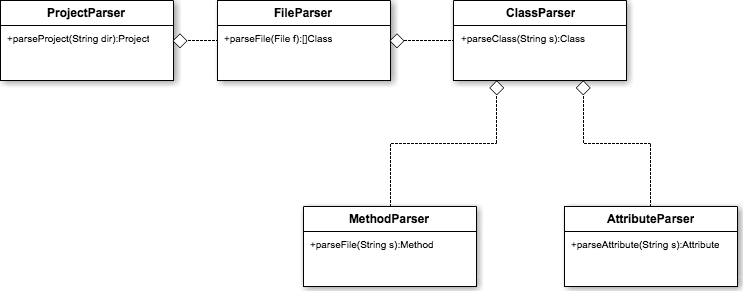 ProjectParser
+parseProject(String dir):Project
FileParser
+parseFile(File f):[]Class
ClassParser
+parseClass(String s):Class
MethodParser
+parseFile(String s):Method
AttributeParser
+parseAttribute(String s):Attribute